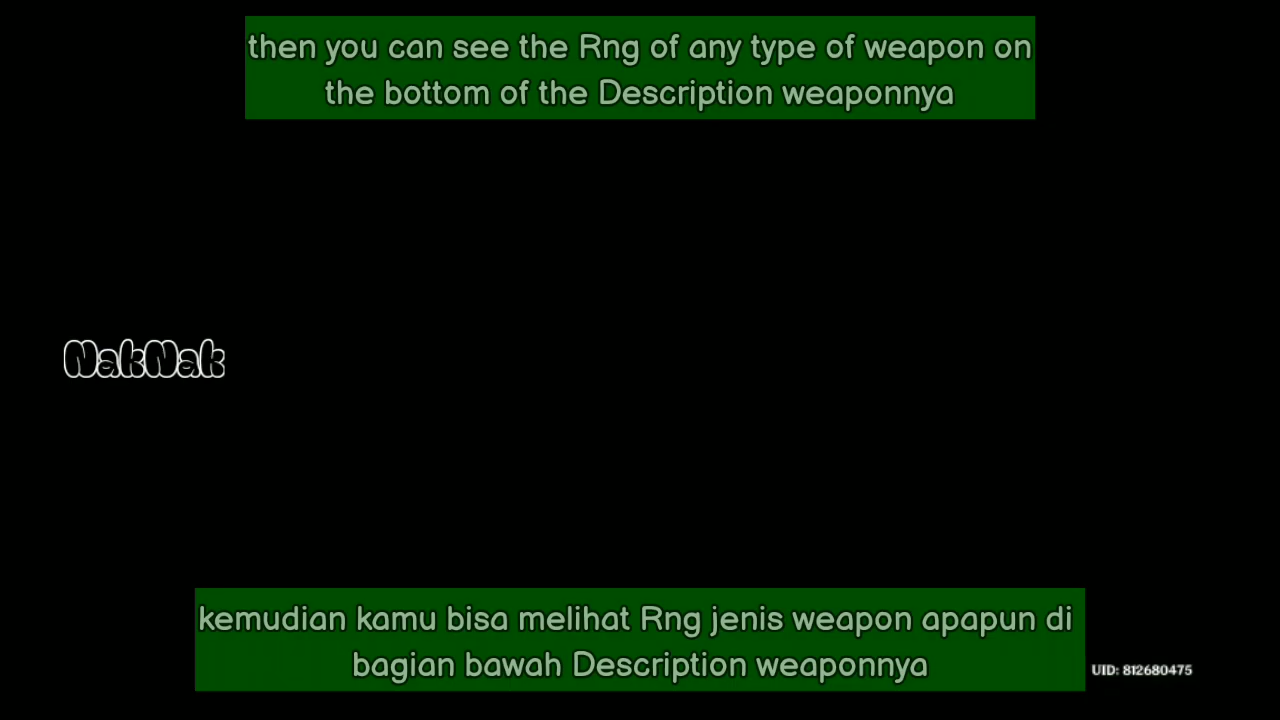 then you can see the Rng of any type of weapon on
the bottom of the Description weaponnya
NakNak
kemudian kamu bisa melihat Rng jenis weapon apapun di
bagian bawah Description weaponnya
UID: 812680475